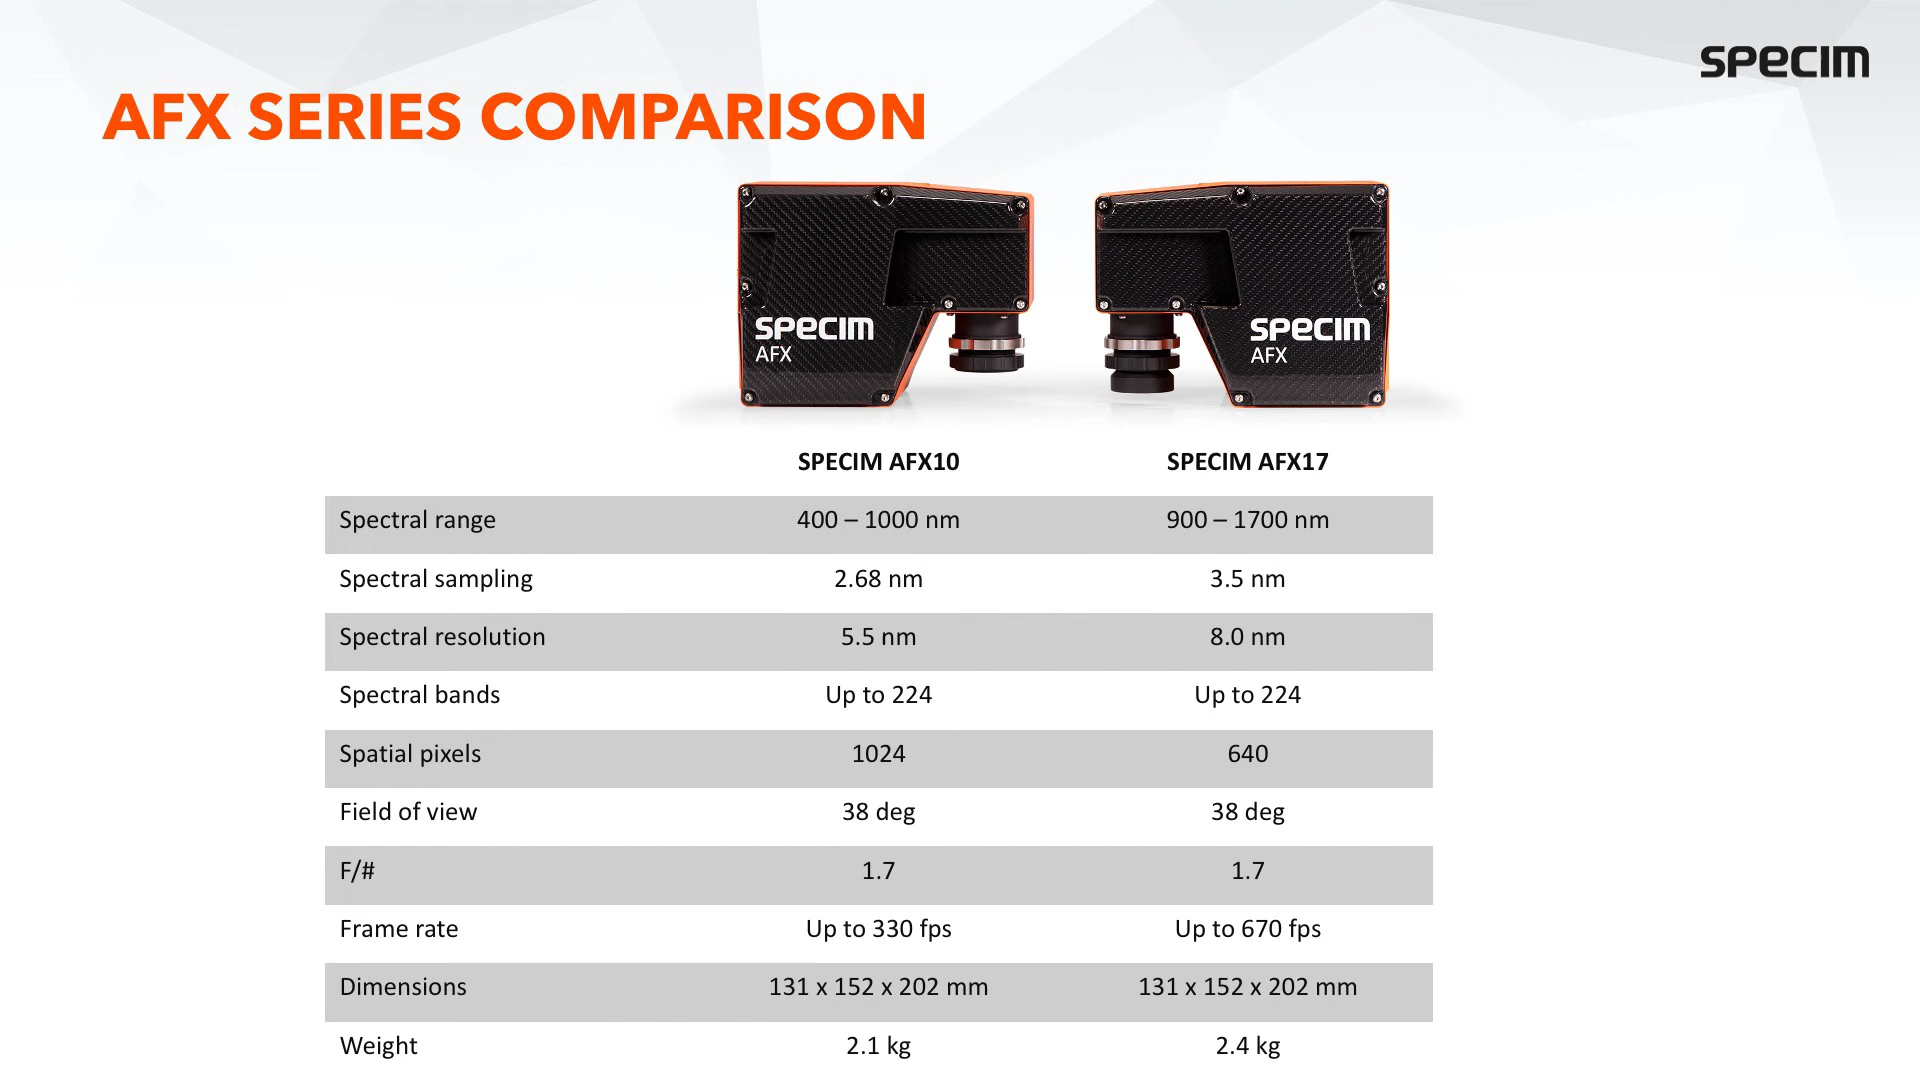 SPECIM
AFX SERIES COMPARISON
SPECIM
AFX
SPECIM
AFX
SPECIM AFX10 SPECIM AFX17
Spectral range 400 – 1000 nm 900 – 1700 nm
Spectral sampling 2.68 nm 3.5 nm
Spectral resolution 5.5 nm 8.0 nm
Spectral bands Up to 224 Up to 224
Spatial pixels 1024 640
Field of view 38 deg 38 deg
F/# 1.7 1.7
Frame rate Up to 330 fps Up to 670 fps
Dimensions 131 x 152 x 202 mm 131 x 152 x 202 mm
Weight 2.1 kg 2.4 kg